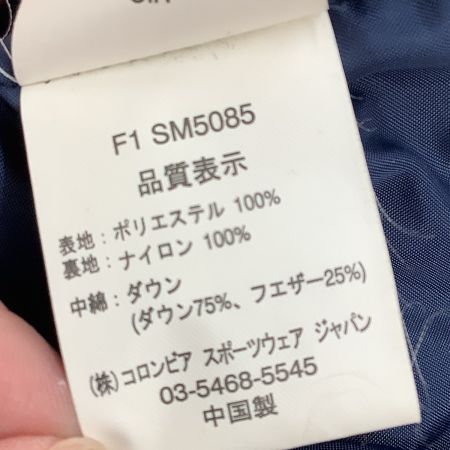 F1 SM5085
品質表示
表地：ポリエステル 100%
裏地：ナイロン 100%
中綿：ダウン
(ダウン75%、フエザー25%)
(株)コロンビア スポーツウェア ジャパン
03-5468-5545
中国製